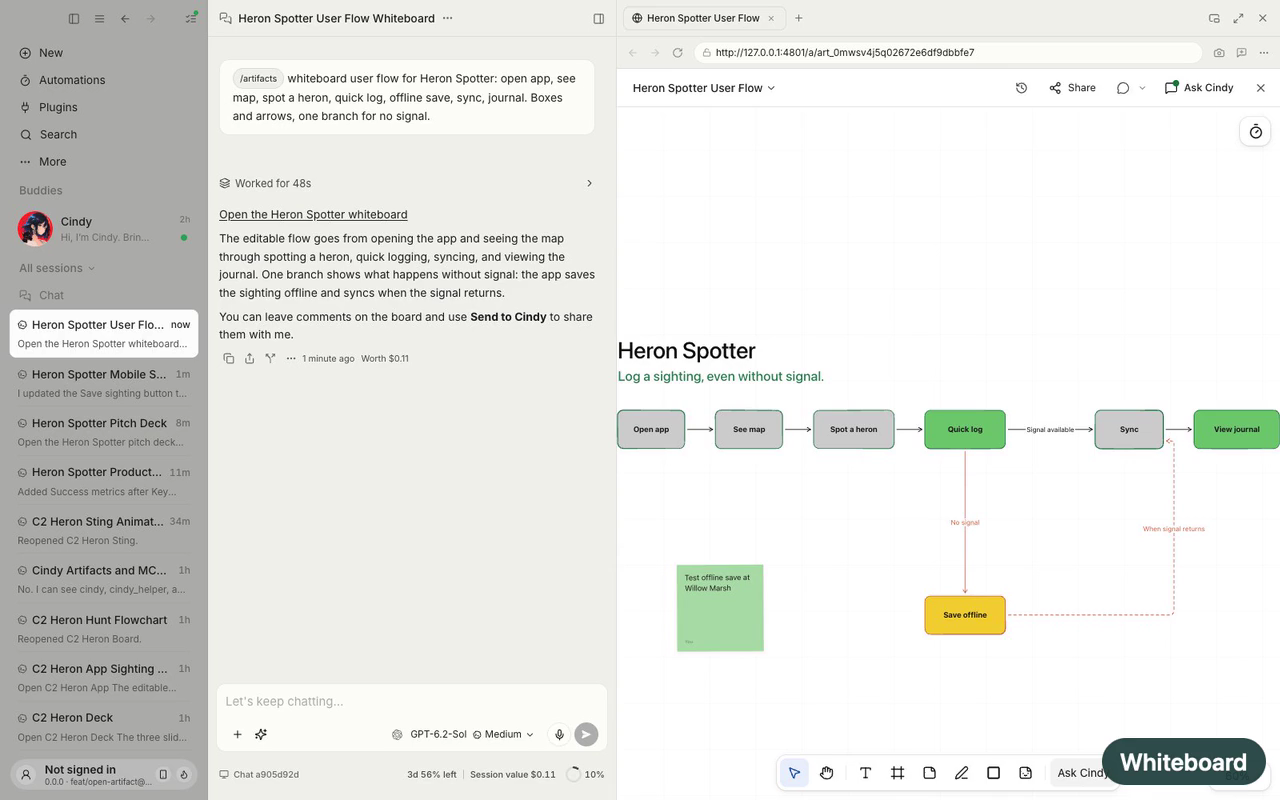 New
Automations
Plugins
Search
More
Buddies
Cindy
2h
Hi, I'm Cindy. Brin...
All sessions
Chat
Heron Spotter User Flo...
now
Open the Heron Spotter whiteboard...
Heron Spotter Mobile S...
1m
I updated the Save sighting button t...
Heron Spotter Pitch Deck
8m
Open the Heron Spotter pitch deck...
Heron Spotter Product...
11m
Added Success metrics after Key...
C2 Heron Sting Animat...
34m
Reopened C2 Heron Sting.
Cindy Artifacts and MC...
1h
No. I can see cindy, cindy_helper, a...
C2 Heron Hunt Flowchart
1h
Reopened C2 Heron Board.
C2 Heron App Sighting ...
1h
Open C2 Heron App The editable...
C2 Heron Deck
1h
Open C2 Heron Deck The three slid...
Not signed in
0.0.0 · feat/open-artifact@...
Heron Spotter User Flow Whiteboard
/artifacts whiteboard user flow for Heron Spotter: open app, see
map, spot a heron, quick log, offline save, sync, journal. Boxes
and arrows, one branch for no signal.
Worked for 48s
Open the Heron Spotter whiteboard
The editable flow goes from opening the app and seeing the map
through spotting a heron, quick logging, syncing, and viewing the
journal. One branch shows what happens without signal: the app saves
the sighting offline and syncs when the signal returns.
You can leave comments on the board and use Send to Cindy to share
them with me.
1 minute ago
Worth $0.11
Let's keep chatting...
GPT-6.2-Sol
Medium
Chat a905d92d
3d 56% left
Session value $0.11
10%
Heron Spotter User Flow
http://127.0.0.1:4801/a/art_0mwsv4j5q02672e6df9dbbfe7
Heron Spotter User Flow
Share
Ask Cindy
Heron Spotter
Log a sighting, even without signal.
Open app
See map
Spot a heron
Quick log
Signal available
Sync
View journal
No signal
When signal returns
Test offline save at
Willow Marsh
Save offline
Ask Cindy
Whiteboard